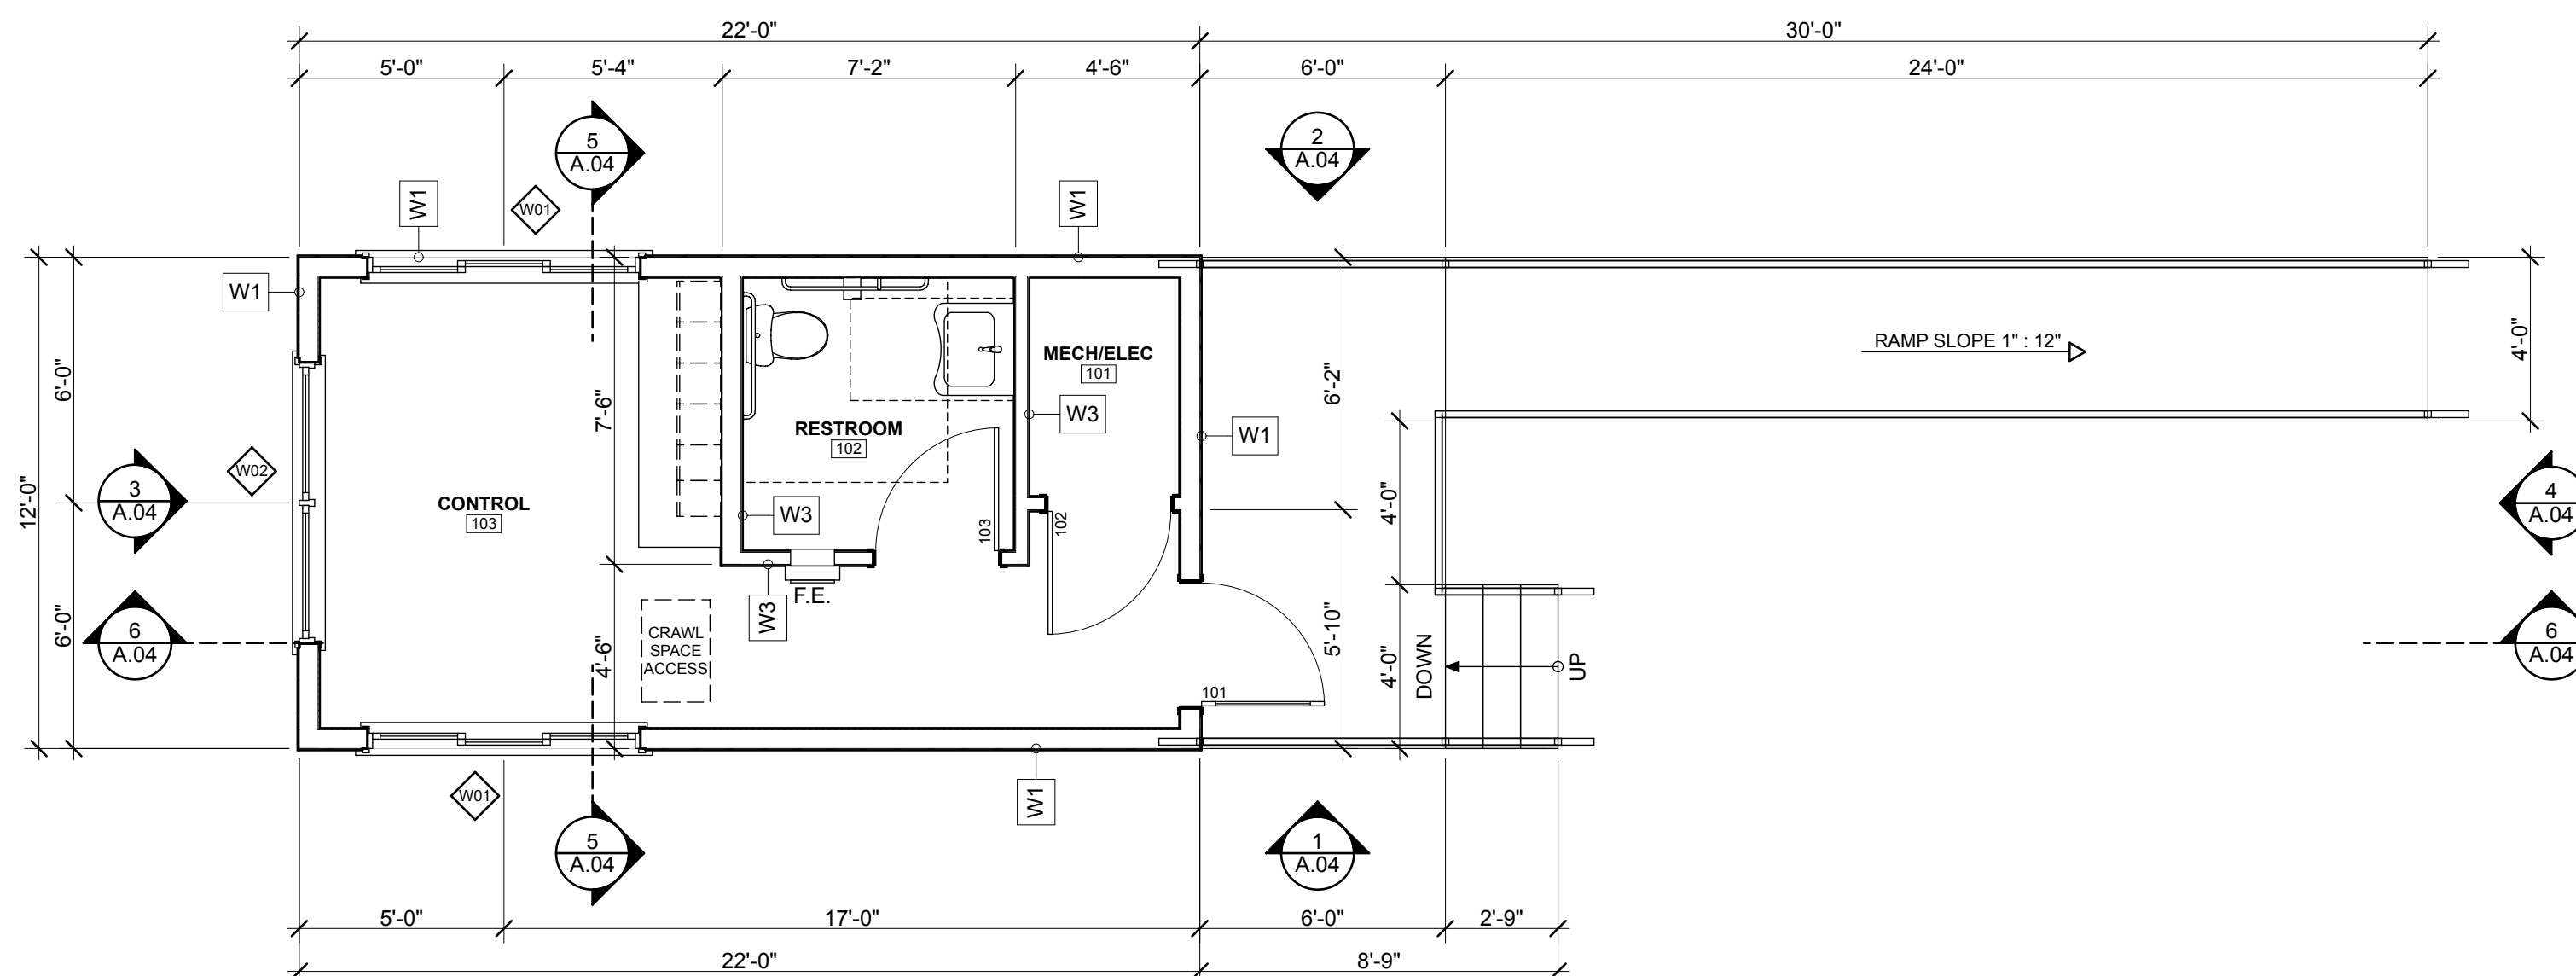 22'-0"
30'-0"
5'-0"
5'-4"
7'-2"
4'-6"
6'-0"
24'-0"
5
A.04
2
A.04
W1
W01
W1
W1
12'-0"
6'-0"
6'-0"
W02
3
A.04
6
A.04
CONTROL
103
7'-6"
4'-6"
RESTROOM
102
W3
103
W3
F.E.
CRAWL
SPACE
ACCESS
MECH/ELEC
101
W3
102
W1
6'-2"
5'-10"
101
RAMP SLOPE 1" : 12"
4'-0"
4'-0"
4'-0"
DOWN
UP
4
A.04
6
A.04
W01
W1
5
A.04
1
A.04
5'-0"
17'-0"
6'-0"
2'-9"
22'-0"
8'-9"